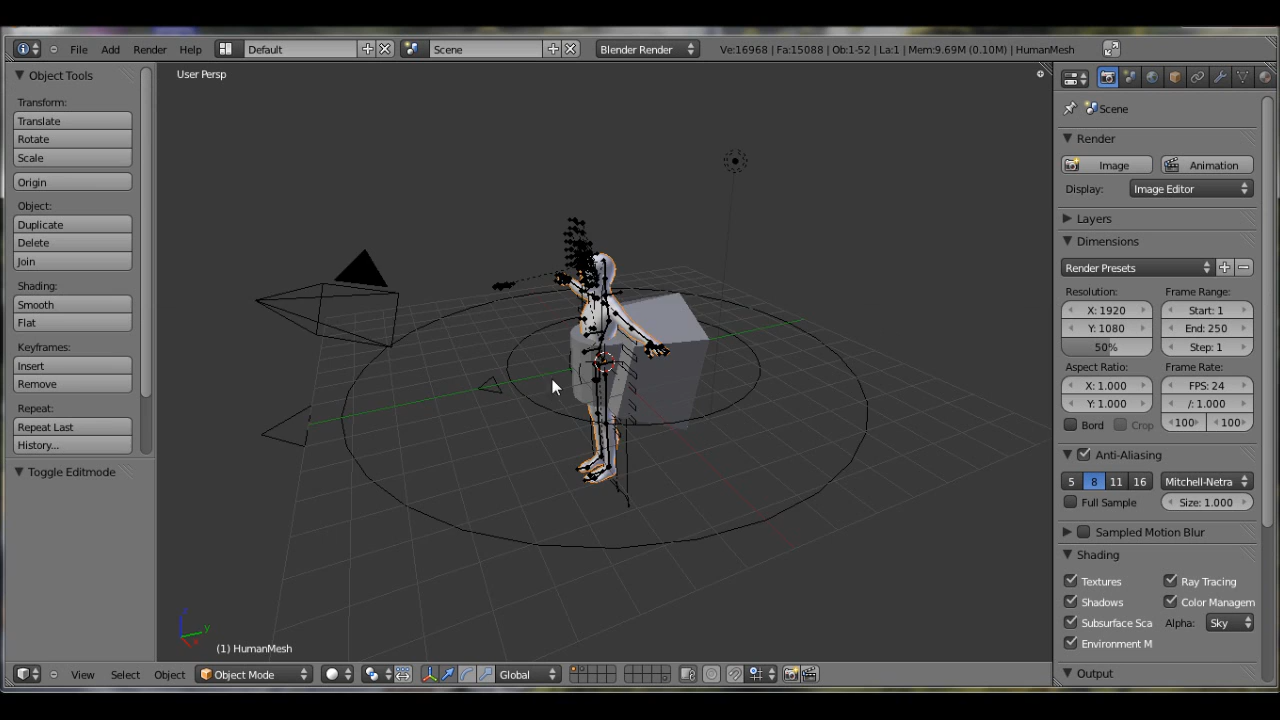 File Add Render Help Default Scene Blender Render Ve:16968 | Fa:15088 | Ob:1-52 | La:1 | Mem:9.69M (0.10M) | HumanMesh
Object Tools
Transform:
Translate
Rotate
Scale
Origin
Object:
Duplicate
Delete
Join
Shading:
Smooth
Flat
Keyframes:
Insert
Remove
Repeat:
Repeat Last
History...
Toggle Editmode
User Persp
z
y
x
(1) HumanMesh
View Select Object Object Mode Global
Scene
Render
Image Animation
Display: Image Editor
Layers
Dimensions
Render Presets
Resolution: Frame Range:
X: 1920 Start: 1
Y: 1080 End: 250
50% Step: 1
Aspect Ratio: Frame Rate:
X: 1.000 FPS: 24
Y: 1.000 /: 1.000
Bord Crop 100 100
Anti-Aliasing
5 8 11 16 Mitchell-Netra
Full Sample Size: 1.000
Sampled Motion Blur
Shading
Textures Ray Tracing
Shadows Color Managem
Subsurface Sca Alpha: Sky
Environment M
Output